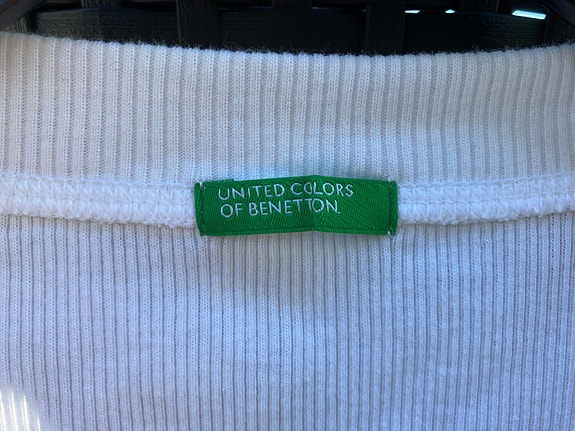 UNITED COLORS
OF BENETTON.